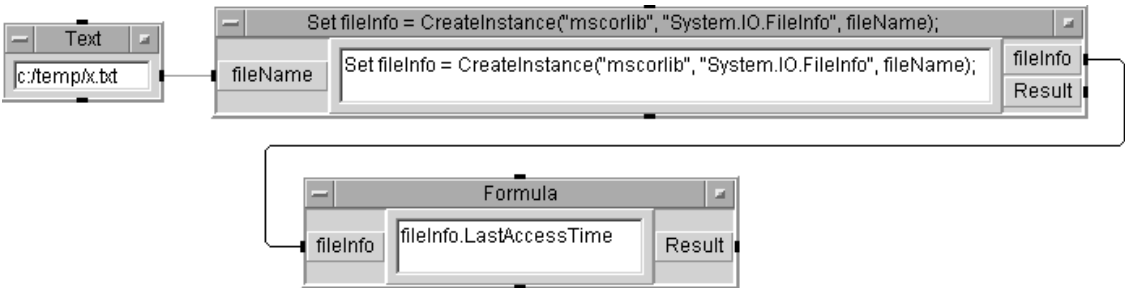 Text
c:/temp/x.txt
Set fileInfo = CreateInstance("mscorlib", "System.IO.FileInfo", fileName);
fileName
Set fileInfo = CreateInstance("mscorlib", "System.IO.FileInfo", fileName);
fileInfo
Result
Formula
fileInfo
fileInfo.LastAccessTime
Result